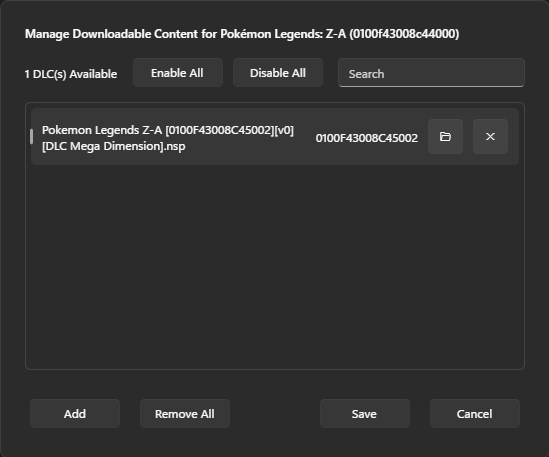 Manage Downloadable Content for Pokémon Legends: Z-A (0100f43008c44000)
1 DLC(s) Available
Enable All
Disable All
Search
Pokemon Legends Z-A [0100F43008C45002][v0]
[DLC Mega Dimension].nsp
0100F43008C45002
Add
Remove All
Save
Cancel